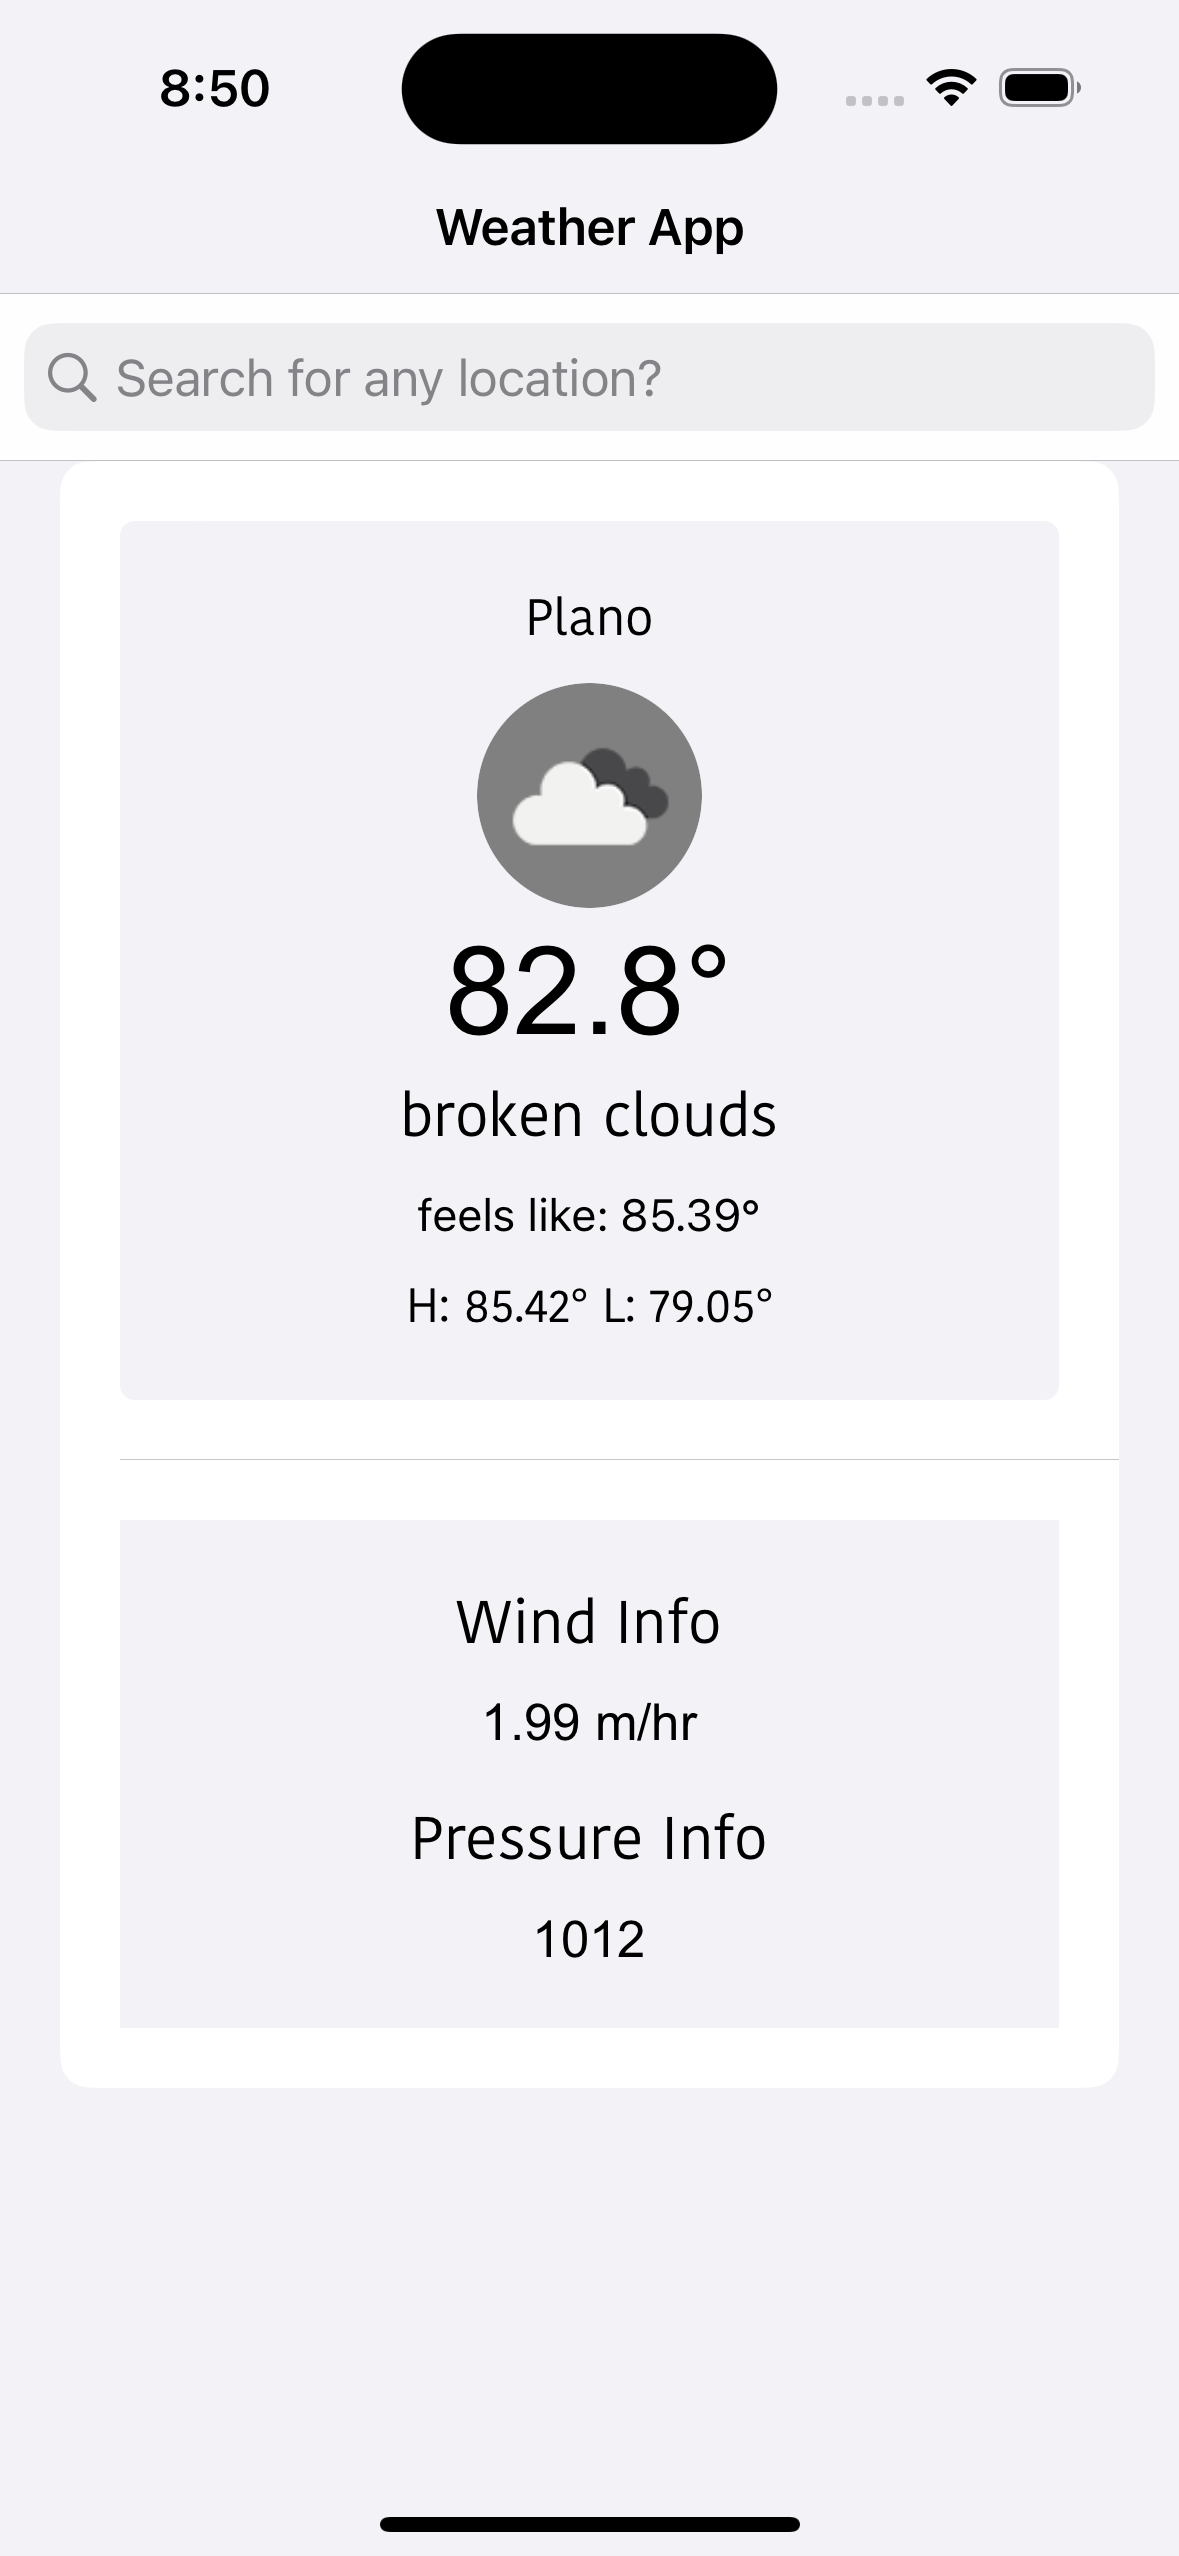 8:50
Weather App
Search for any location?
Plano
82.8°
broken clouds
feels like: 85.39°
H: 85.42° L: 79.05°
Wind Info
1.99 m/hr
Pressure Info
1012